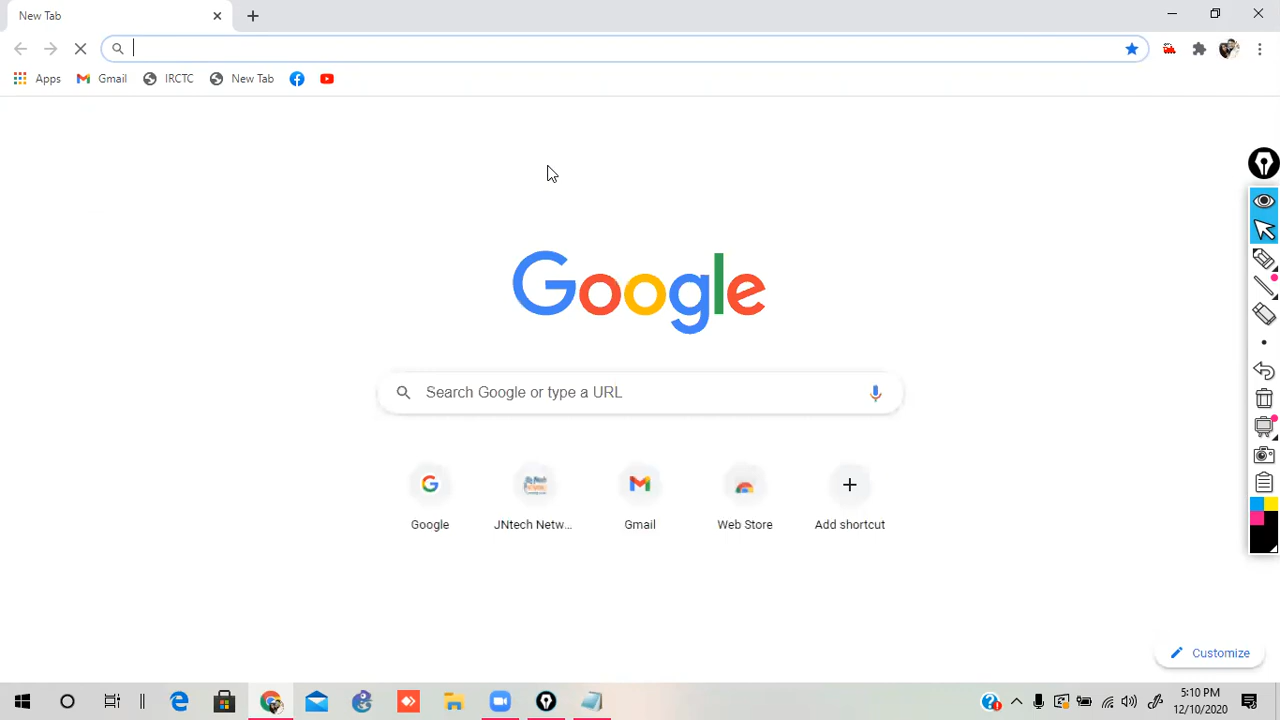 New Tab
Apps Gmail IRCTC New Tab
Google
Search Google or type a URL
Google JNtech Netw... Gmail Web Store Add shortcut
Customize
5:10 PM
12/10/2020